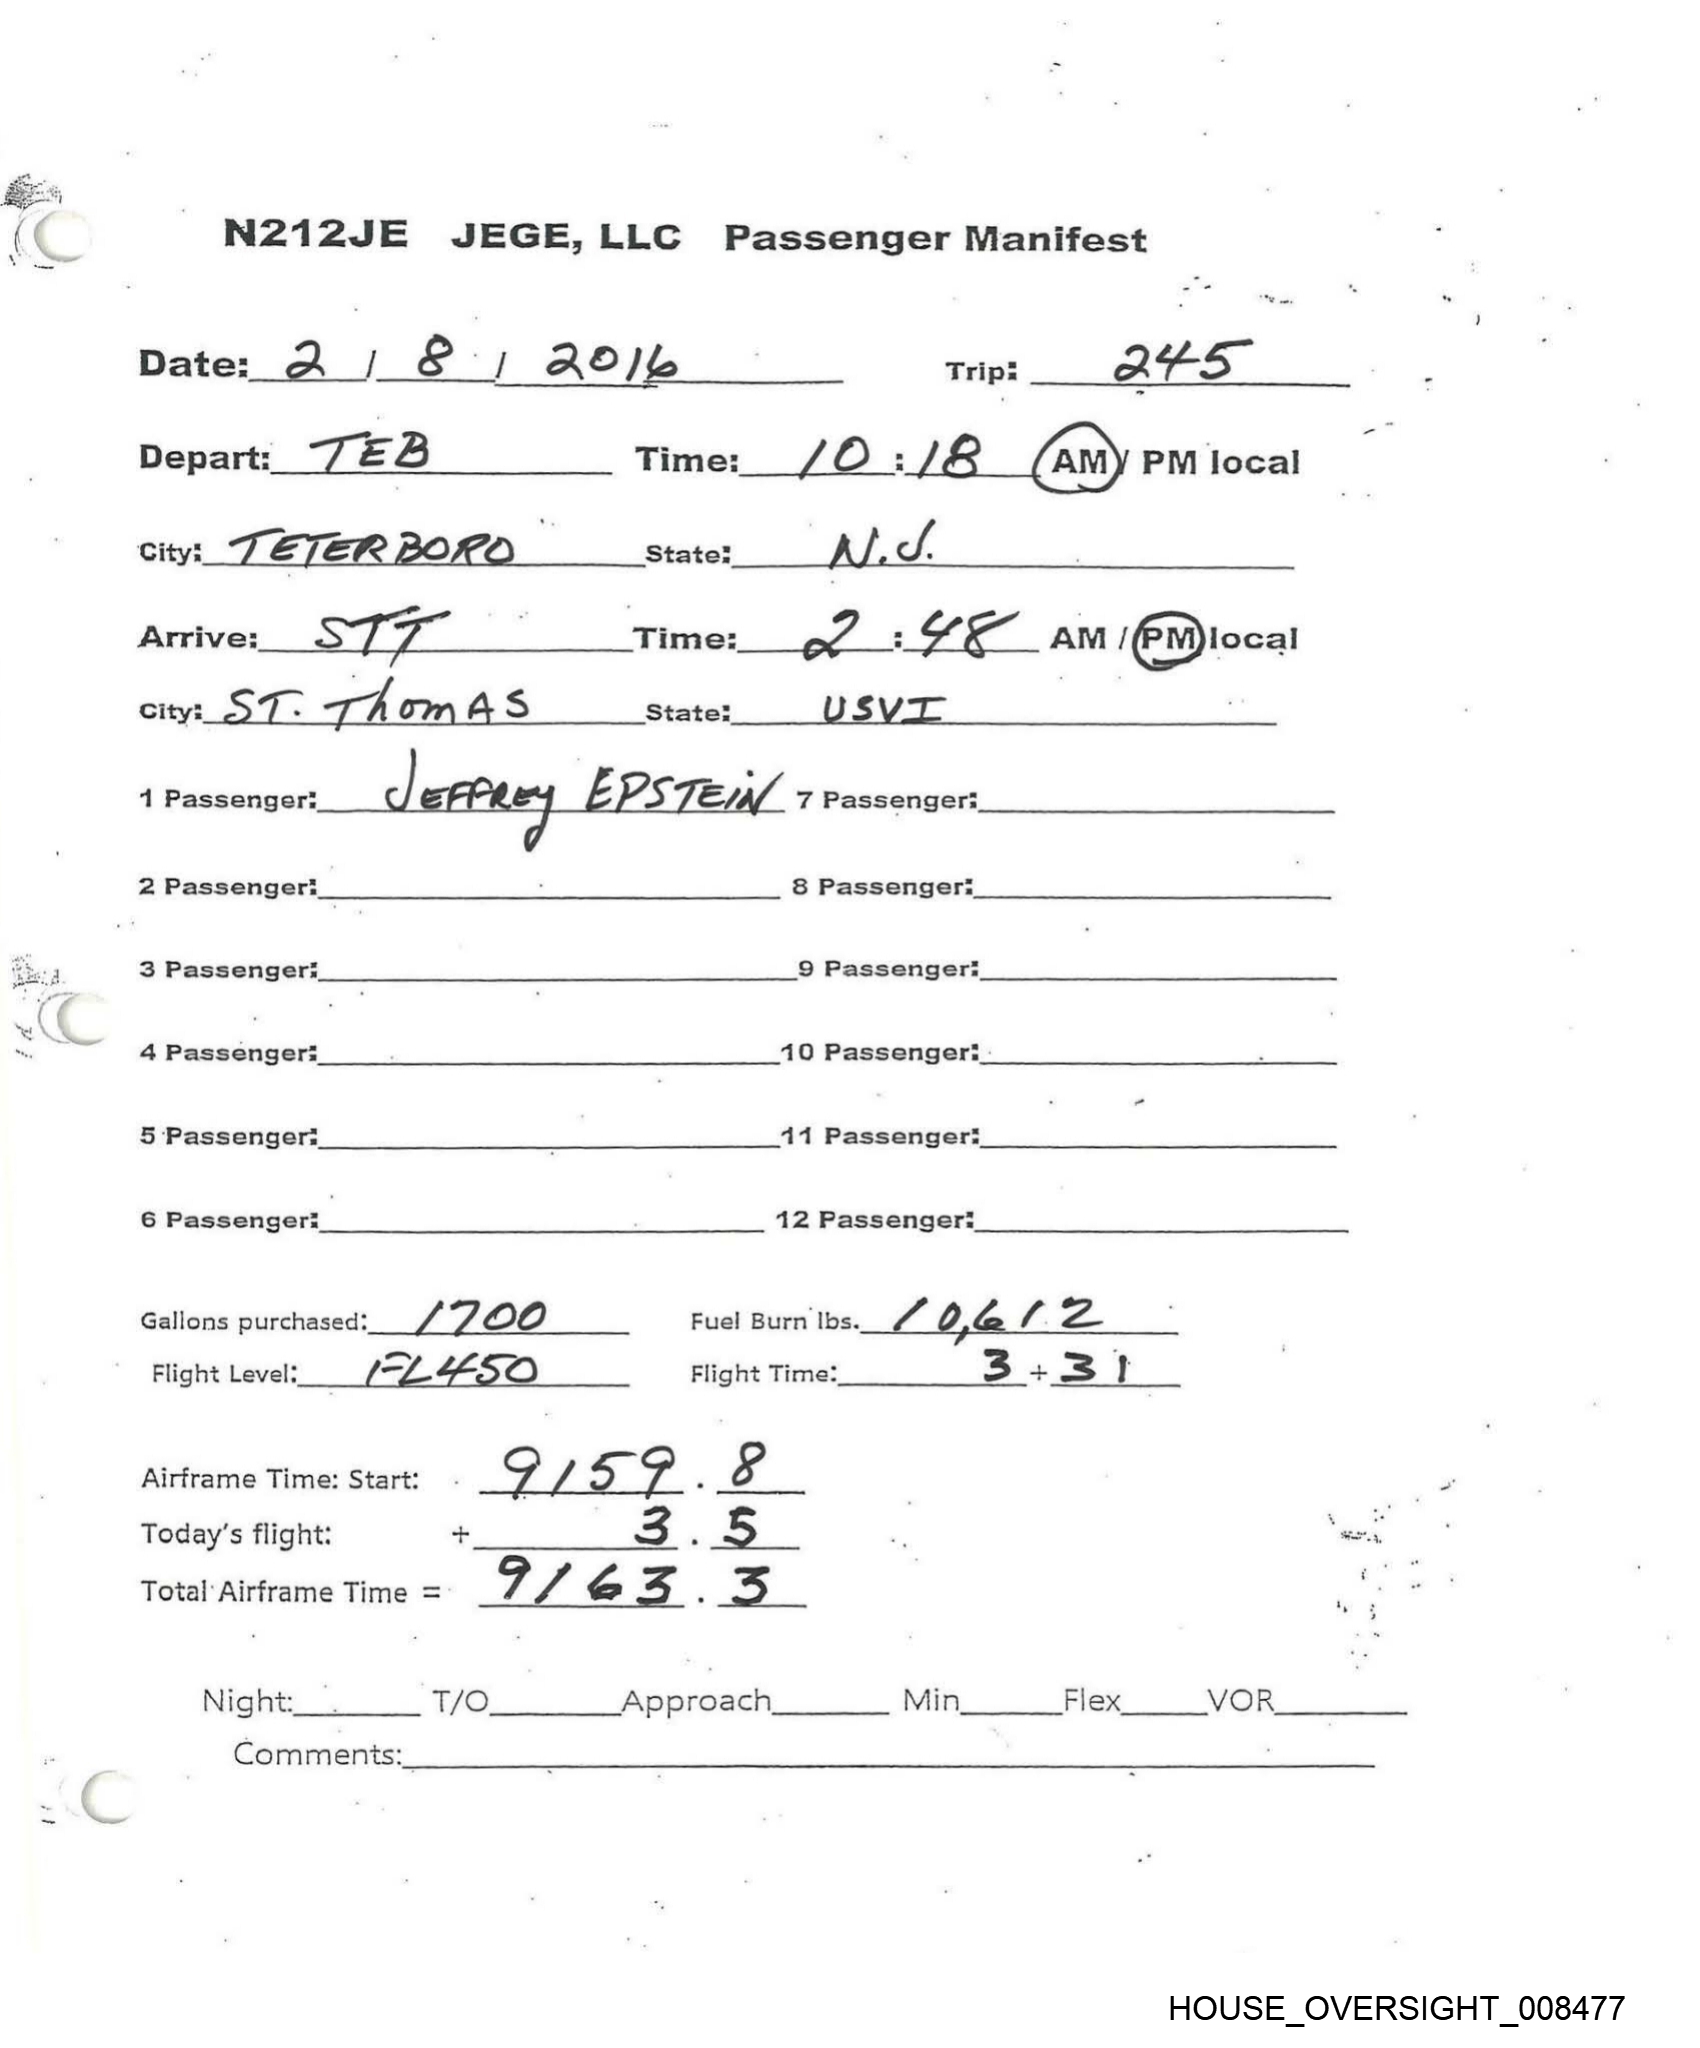 N212JE JEGE, LLC Passenger Manifest
Date: 2 / 8 / 2016 Trip: 245
Depart: TEB Time: 10:18 AM / PM local
City: TETERBORO State: N.J.
Arrive: STT Time: 2:48 AM / PM local
City: ST. ThomAS State: USVI
1 Passenger: JEFFREy EPSTEiN 7 Passenger:
2 Passenger: 8 Passenger:
3 Passenger: 9 Passenger:
4 Passenger: 10 Passenger:
5 Passenger: 11 Passenger:
6 Passenger: 12 Passenger:
Gallons purchased: 1700 Fuel Burn lbs. 10,612
Flight Level: FL450 Flight Time: 3 + 31
Airframe Time: Start: 9159.8
Today's flight: + 3.5
Total Airframe Time = 9163.3
Night: T/O Approach Min Flex VOR
Comments:
HOUSE_OVERSIGHT_008477